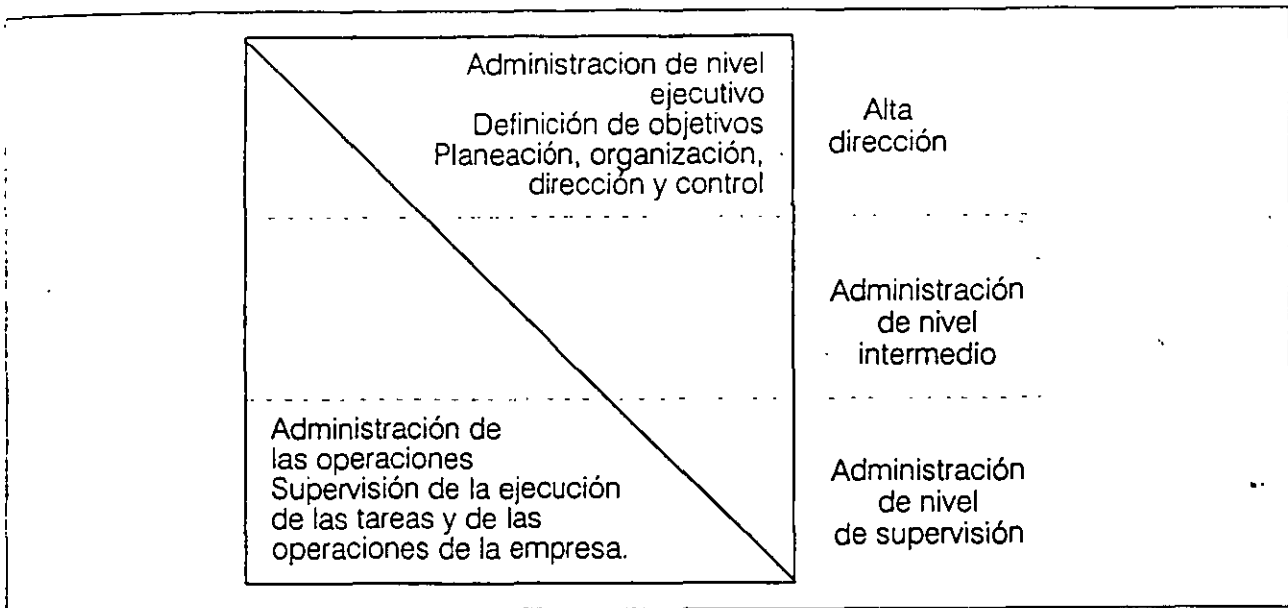 Administracion de nivel
ejecutivo
Definición de objetivos
Planeación, organización,
dirección y control
Alta
dirección
Administración
de nivel
intermedio
Administración de
las operaciones
Supervisión de la ejecución
de las tareas y de las
operaciones de la empresa.
Administración
de nivel
de supervisión